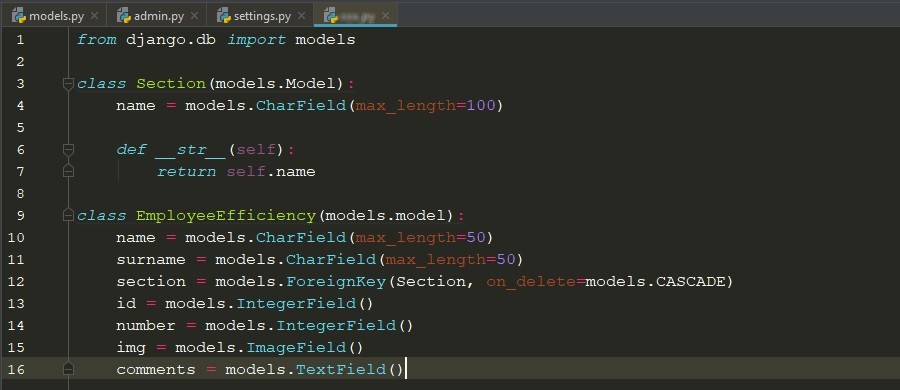 models.py admin.py settings.py .py
1 from django.db import models
2
3 class Section(models.Model):
4 name = models.CharField(max_length=100)
5
6 def __str__(self):
7 return self.name
8
9 class EmployeeEfficiency(models.model):
10 name = models.CharField(max_length=50)
11 surname = models.CharField(max_length=50)
12 section = models.ForeignKey(Section, on_delete=models.CASCADE)
13 id = models.IntegerField()
14 number = models.IntegerField()
15 img = models.ImageField()
16 comments = models.TextField()